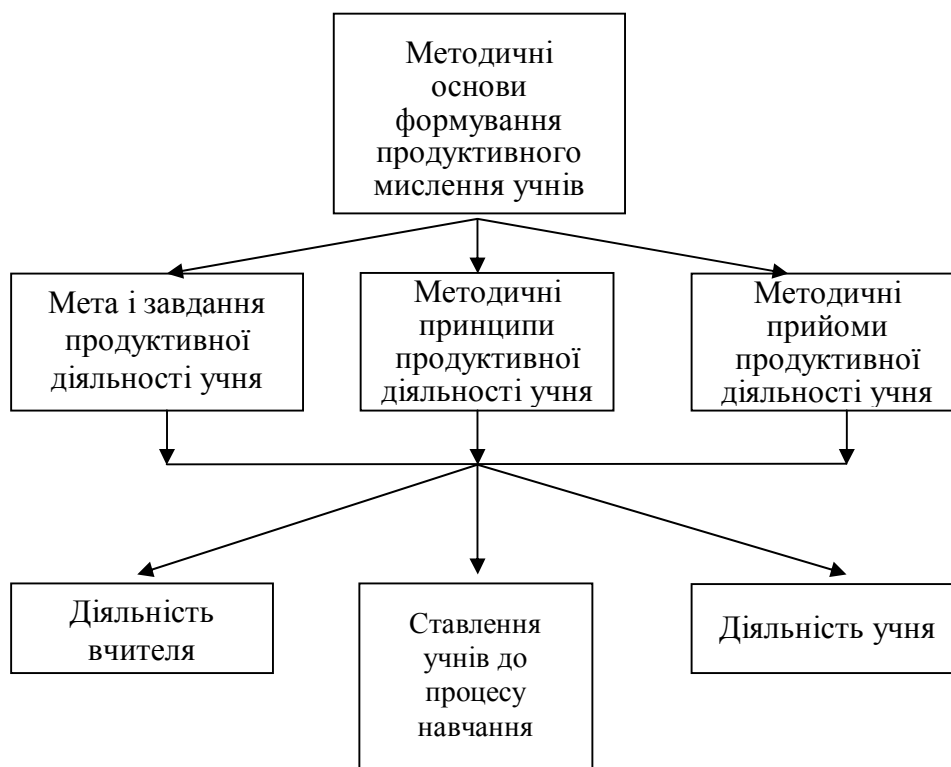 Методичні
основи
формування
продуктивного
мислення учнів
Мета і завдання
продуктивної
діяльності учня
Методичні
принципи
продуктивної
діяльності учня
Методичні
прийоми
продуктивної
діяльності учня
Діяльність
вчителя
Ставлення
учнів до
процесу
навчання
Діяльність учня